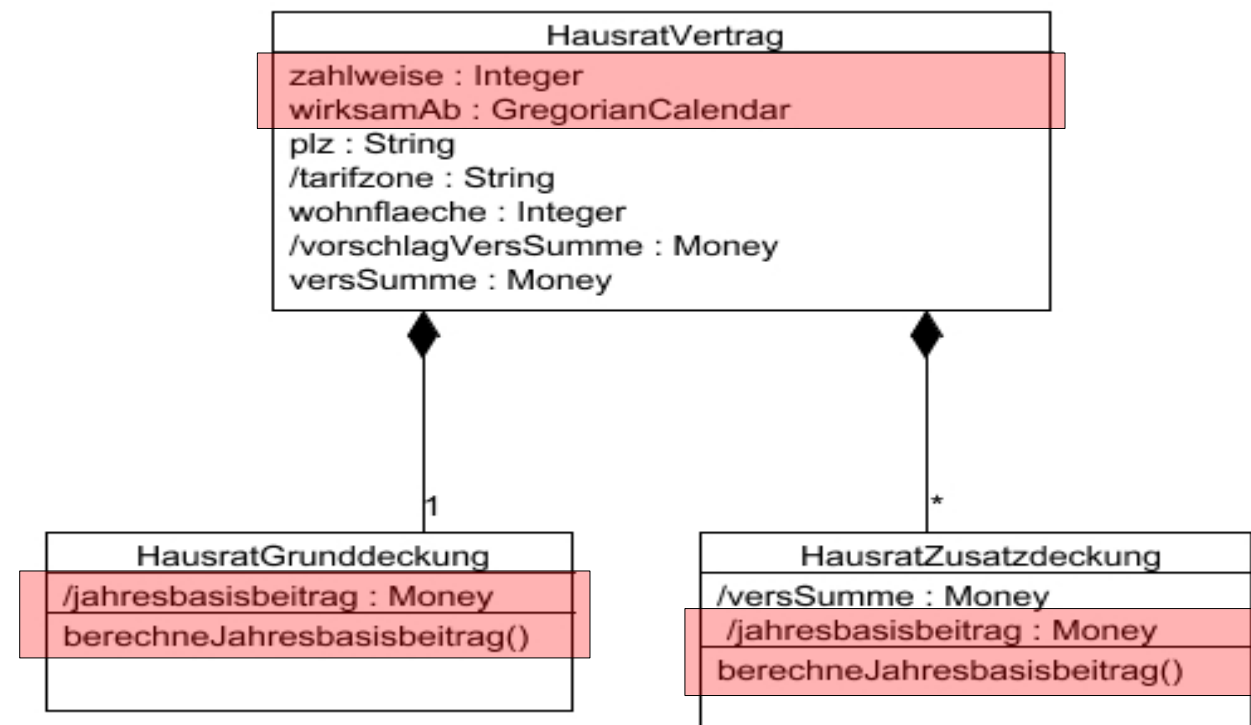 HausratVertrag
zahlweise : Integer
wirksamAb : GregorianCalendar
plz : String
/tarifzone : String
wohnflaeche : Integer
/vorschlagVersSumme : Money
versSumme : Money
1
*
HausratGrunddeckung
/jahresbasisbeitrag : Money
berechneJahresbasisbeitrag()
HausratZusatzdeckung
/versSumme : Money
/jahresbasisbeitrag : Money
berechneJahresbasisbeitrag()